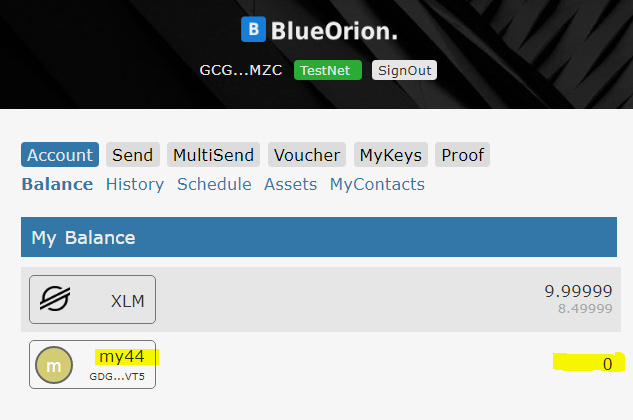 B BlueOrion.
GCG...MZC TestNet SignOut
Account Send MultiSend Voucher MyKeys Proof
Balance History Schedule Assets MyContacts
My Balance
XLM 9.99999
8.49999
m my44 0
GDG...VT5